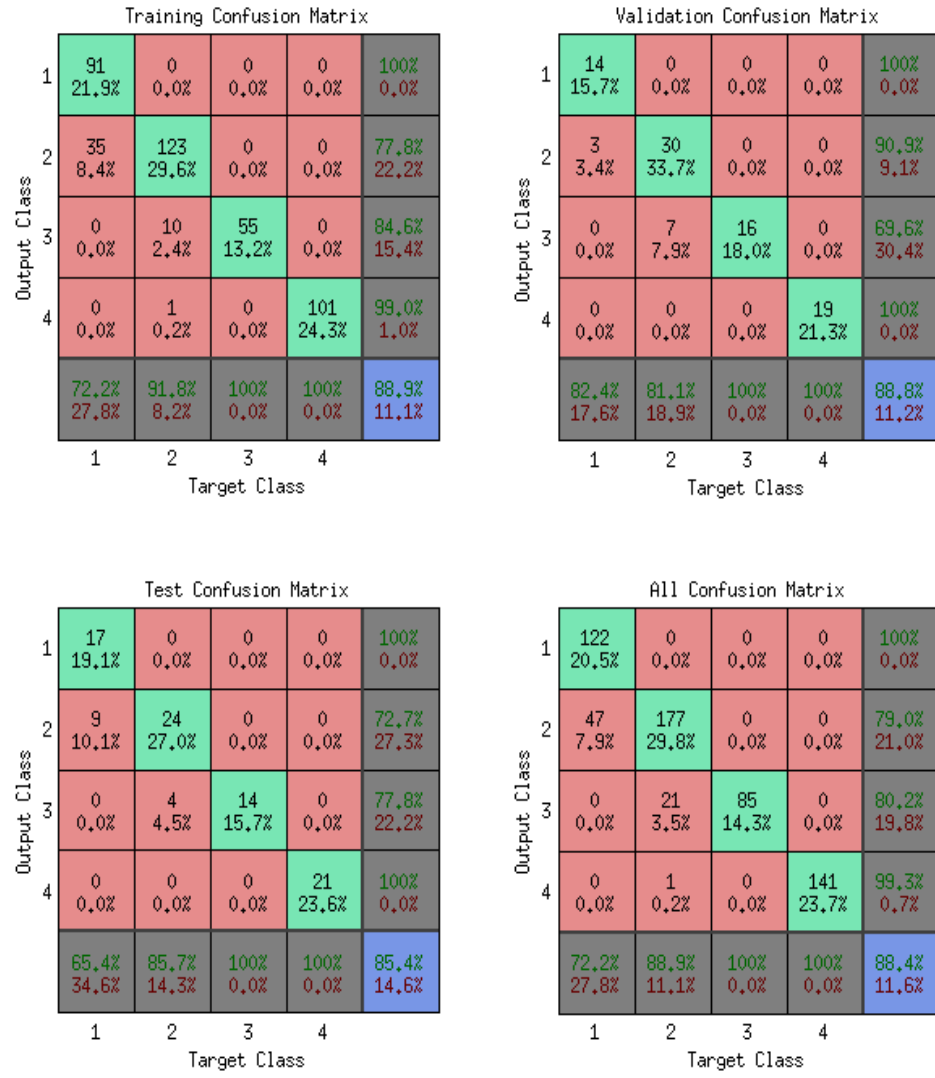 Training Confusion Matrix
Validation Confusion Matrix
Output Class
1 91 0 0 0 100%
21.9% 0.0% 0.0% 0.0% 0.0%
2 35 123 0 0 77.8%
8.4% 29.6% 0.0% 0.0% 22.2%
3 0 10 55 0 84.6%
0.0% 2.4% 13.2% 0.0% 15.4%
4 0 1 0 101 99.0%
0.0% 0.2% 0.0% 24.3% 1.0%
72.2% 91.8% 100% 100% 88.9%
27.8% 8.2% 0.0% 0.0% 11.1%
1 2 3 4
Target Class
Output Class
1 14 0 0 0 100%
15.7% 0.0% 0.0% 0.0% 0.0%
2 3 30 0 0 90.9%
3.4% 33.7% 0.0% 0.0% 9.1%
3 0 7 16 0 69.6%
0.0% 7.9% 18.0% 0.0% 30.4%
4 0 0 0 19 100%
0.0% 0.0% 0.0% 21.3% 0.0%
82.4% 81.1% 100% 100% 88.8%
17.6% 18.9% 0.0% 0.0% 11.2%
1 2 3 4
Target Class
Test Confusion Matrix
All Confusion Matrix
Output Class
1 17 0 0 0 100%
19.1% 0.0% 0.0% 0.0% 0.0%
2 9 24 0 0 72.7%
10.1% 27.0% 0.0% 0.0% 27.3%
3 0 4 14 0 77.8%
0.0% 4.5% 15.7% 0.0% 22.2%
4 0 0 0 21 100%
0.0% 0.0% 0.0% 23.6% 0.0%
65.4% 85.7% 100% 100% 85.4%
34.6% 14.3% 0.0% 0.0% 14.6%
1 2 3 4
Target Class
Output Class
1 122 0 0 0 100%
20.5% 0.0% 0.0% 0.0% 0.0%
2 47 177 0 0 79.0%
7.9% 29.8% 0.0% 0.0% 21.0%
3 0 21 85 0 80.2%
0.0% 3.5% 14.3% 0.0% 19.8%
4 0 1 0 141 99.3%
0.0% 0.2% 0.0% 23.7% 0.7%
72.2% 88.9% 100% 100% 88.4%
27.8% 11.1% 0.0% 0.0% 11.6%
1 2 3 4
Target Class